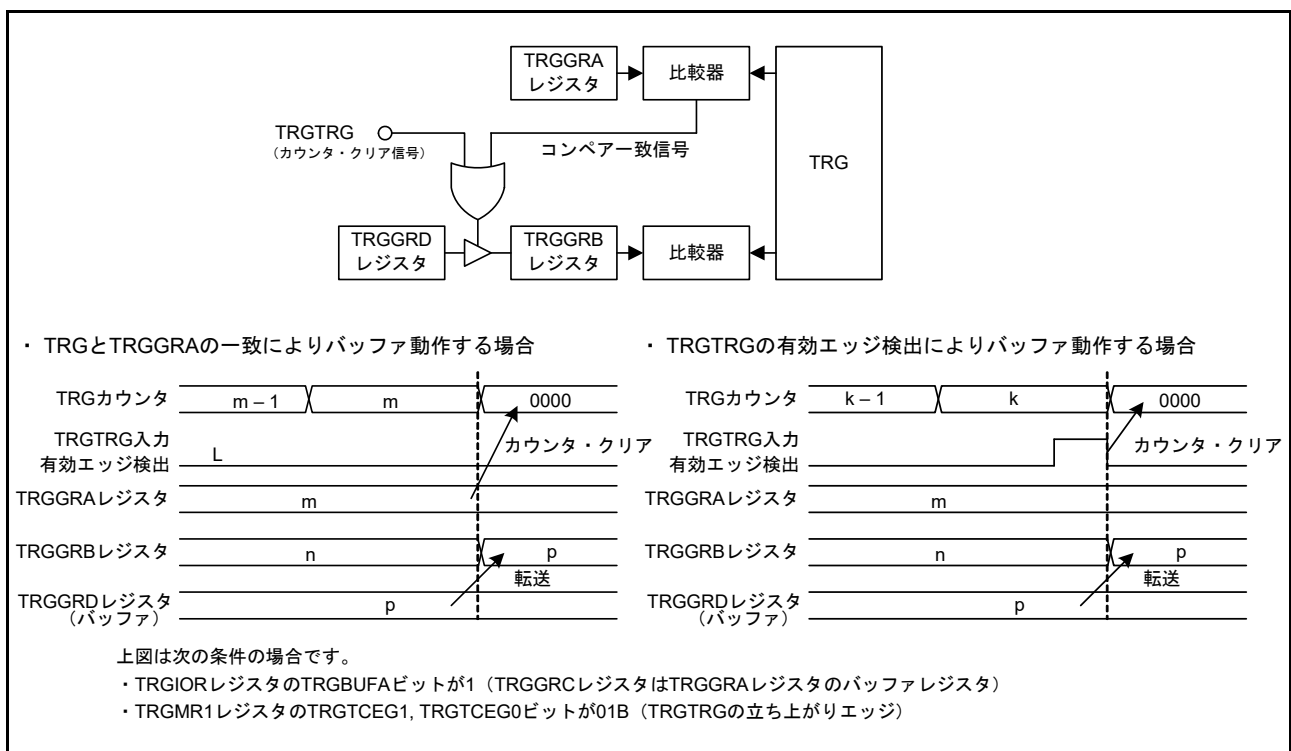 TRGGRA
レジスタ
比較器
TRG
TRGTRG
（カウンタ・クリア信号）
コンペア一致信号
TRGGRD
レジスタ
TRGGRB
レジスタ
比較器
・ TRGとTRGGRAの一致によりバッファ動作する場合
TRGカウンタ m – 1 m 0000
TRGTRG入力
有効エッジ検出 L
カウンタ・クリア
TRGGRAレジスタ m
TRGGRBレジスタ n p
転送
TRGGRDレジスタ
（バッファ） p
・ TRGTRGの有効エッジ検出によりバッファ動作する場合
TRGカウンタ k – 1 k 0000
TRGTRG入力
有効エッジ検出
カウンタ・クリア
TRGGRAレジスタ m
TRGGRBレジスタ n p
転送
TRGGRDレジスタ
（バッファ） p
上図は次の条件の場合です。
・TRGIORレジスタのTRGBUFAビットが1（TRGGRCレジスタはTRGGRAレジスタのバッファレジスタ）
・TRGMR1レジスタのTRGTCEG1, TRGTCEG0ビットが01B（TRGTRGの立ち上がりエッジ）